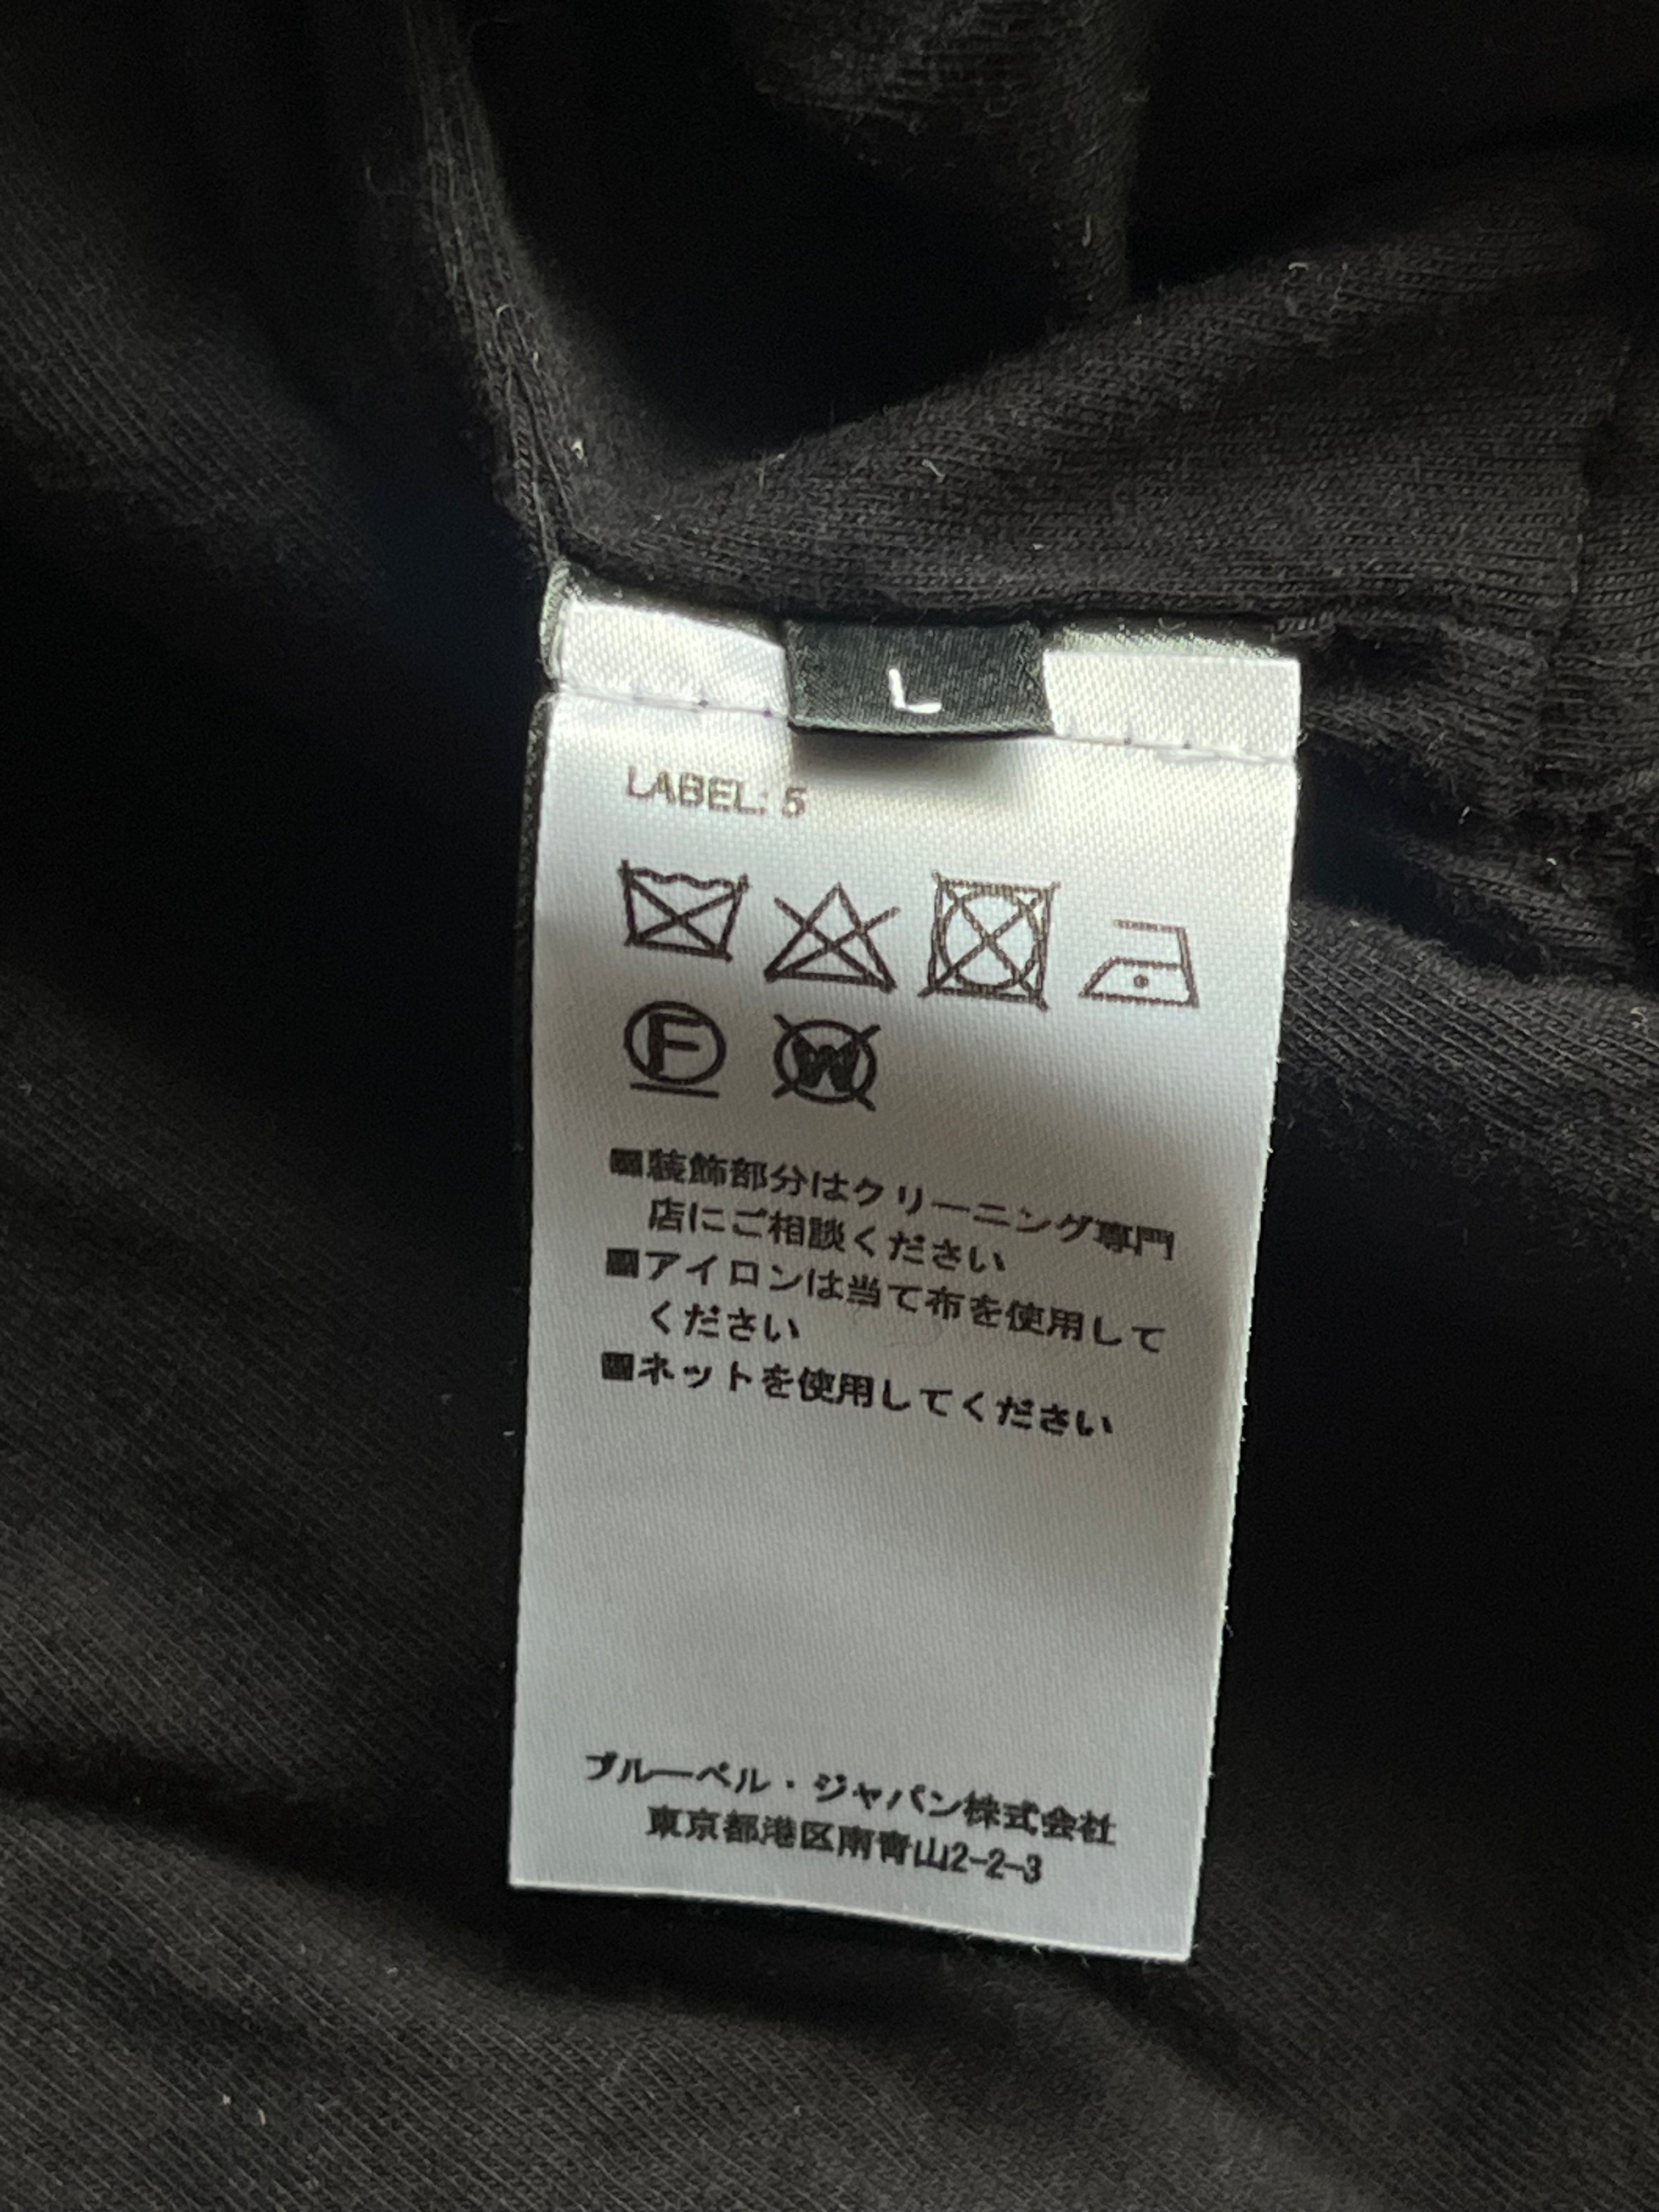 L
LABEL: 5
F W
■装飾部分はクリーニング専門
店にご相談ください
■アイロンは当て布を使用して
ください
■ネットを使用してください
ブルーベル・ジャパン株式会社
東京都港区南青山2-2-3